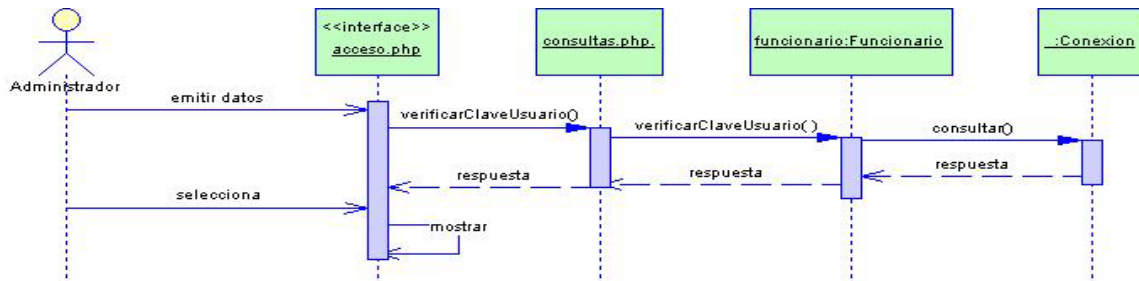 <<interface>>
acceso.php
consultas.php.
funcionario:Funcionario
_:Conexion
Administrador
emitir datos
verificarClaveUsuario()
verificarClaveUsuario( )
consultar()
respuesta
respuesta
respuesta
selecciona
mostrar